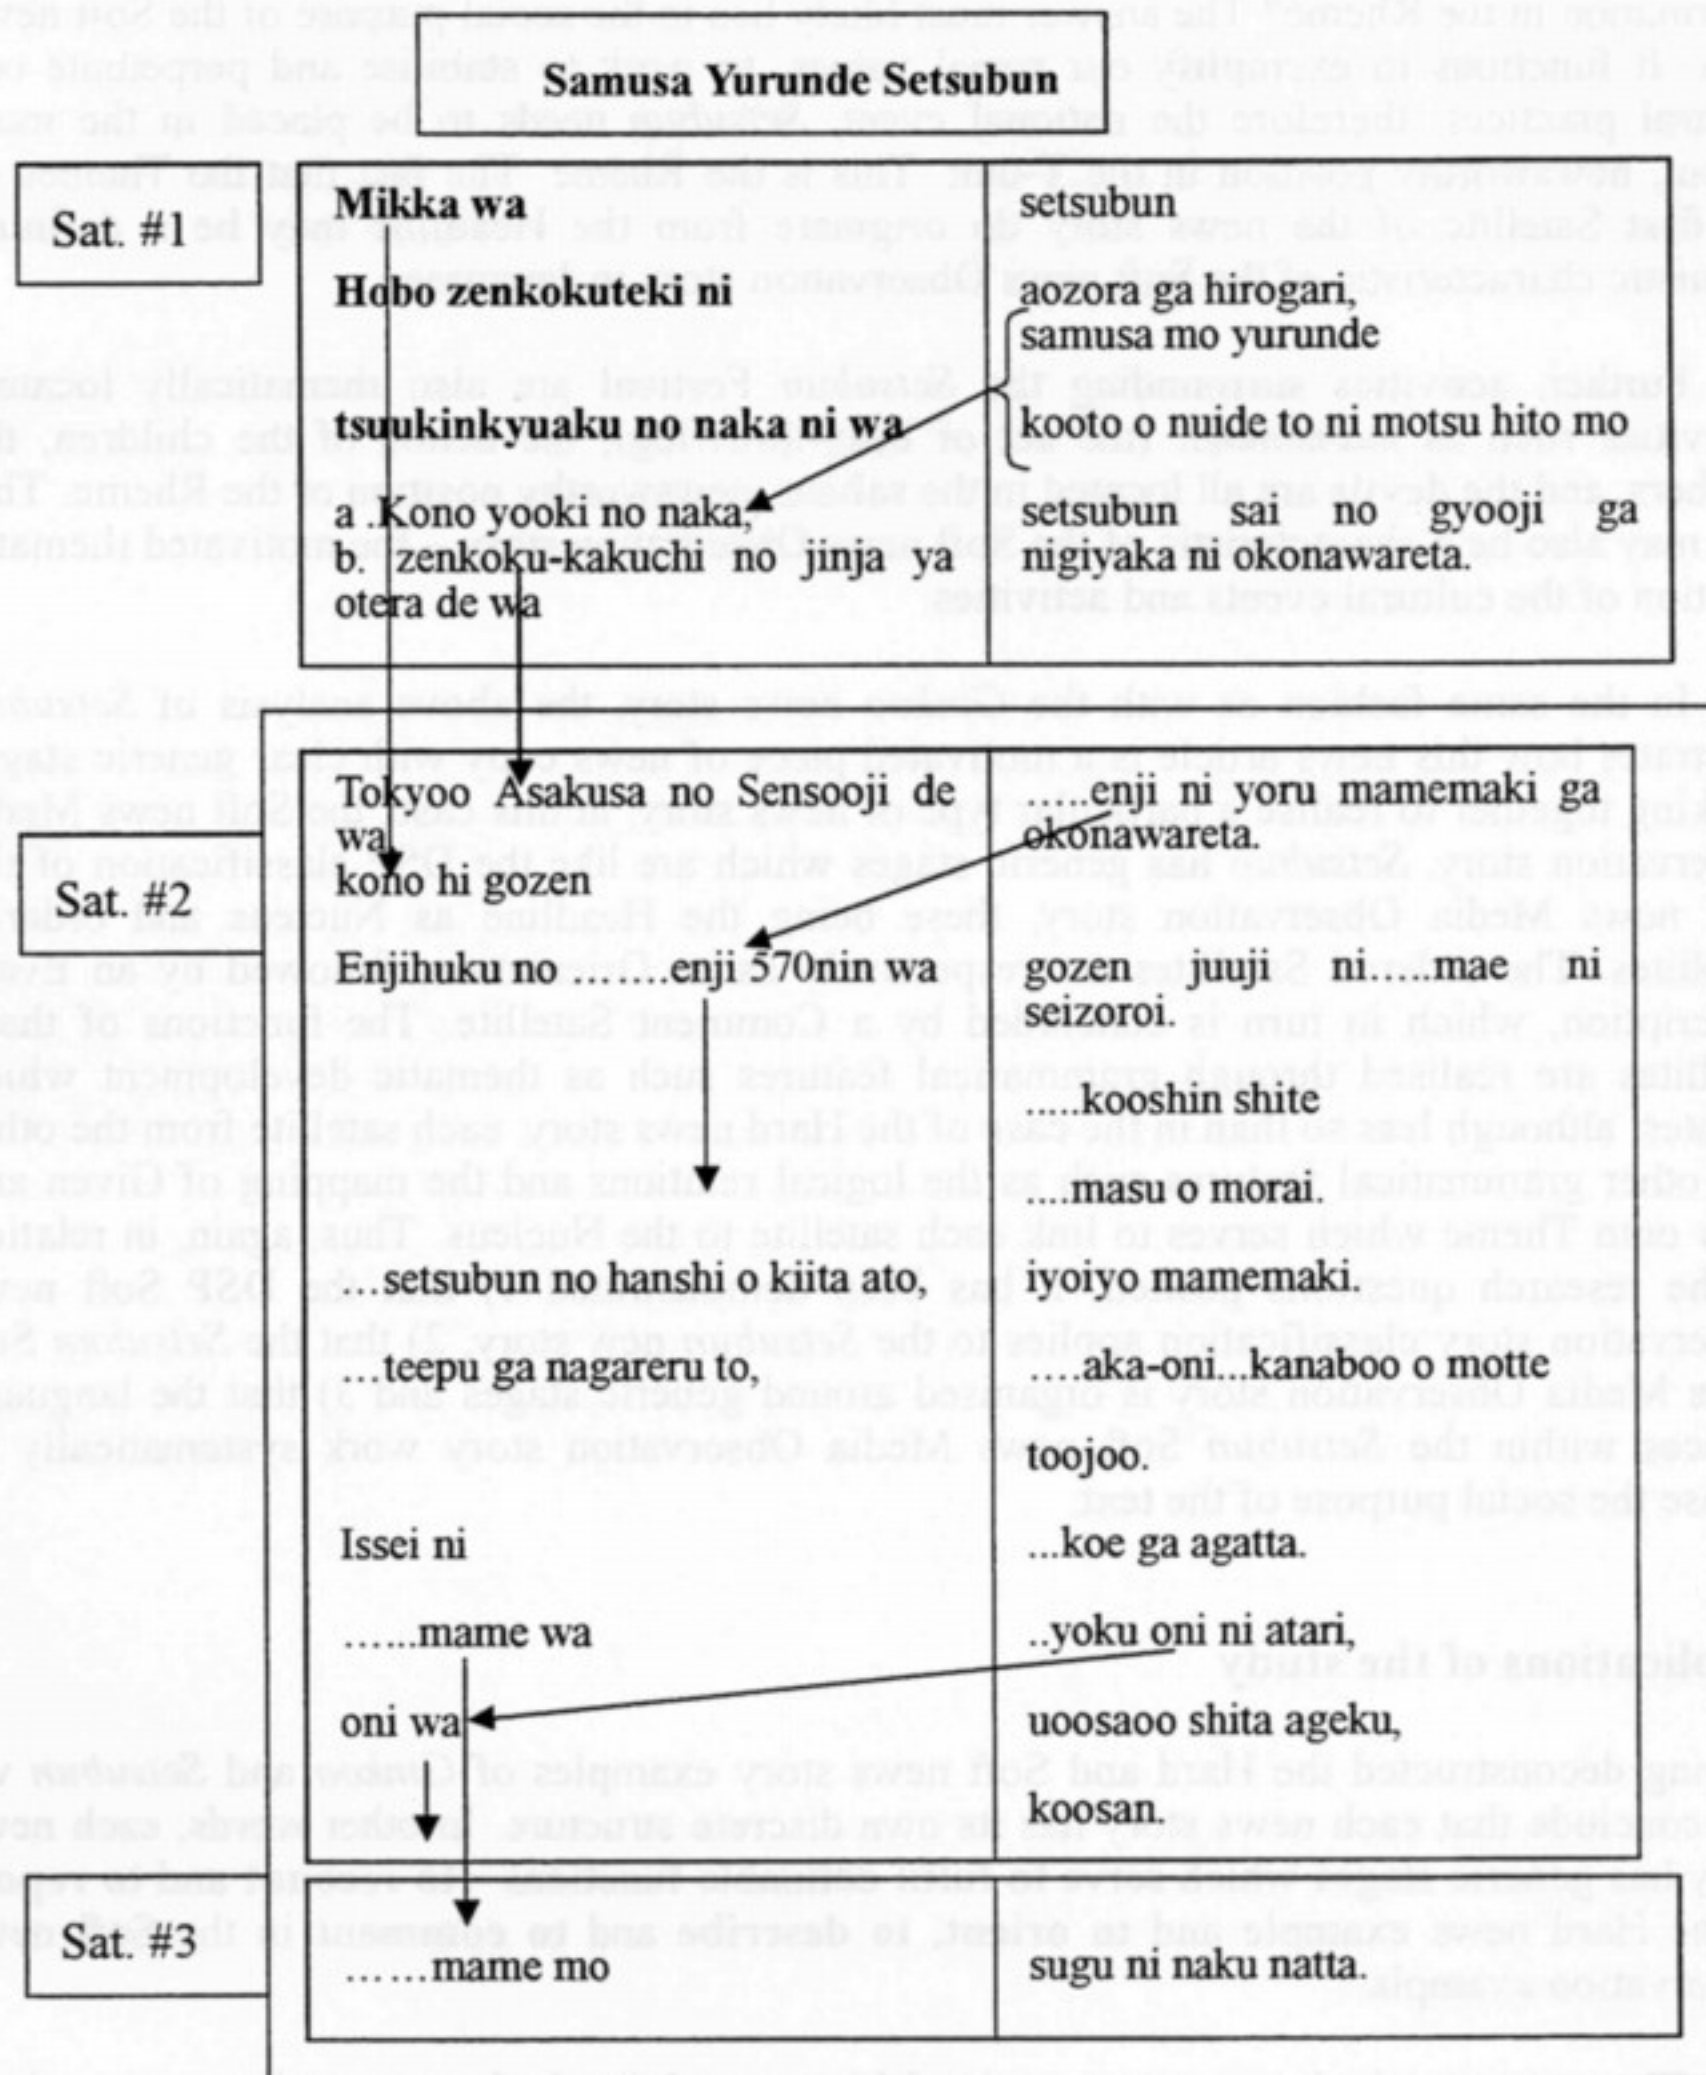 Samusa Yurunde Setsubun
Sat. #1
Mikka wa
setsubun
Hobo zenkokuteki ni
aozora ga hirogari,
samusa mo yurunde
tsuukinkyuaku no naka ni wa
kooto o nuide to ni motsu hito mo
a .Kono yooki no naka,
setsubun sai no gyooji ga
b. zenkoku-kakuchi no jinja ya
nigiyaka ni okonawareta.
otera de wa
Sat. #2
Tokyoo Asakusa no Sensooji de
……enji ni yoru mamemaki ga
wa
okonawareta.
kono hi gozen
Enjihuku no …….enji 570nin wa
gozen juuji ni……mae ni
seizoroi.
.....kooshin shite
....masu o morai.
….setsubun no hanshi o kiita ato,
iyoiyo mamemaki.
…teepu ga nagareru to,
….aka-oni...kanaboo o motte
toojoo.
Issei ni
...koe ga agatta.
…...mame wa
..yoku oni ni atari,
oni wa
uoosaoo shita ageku,
koosan.
Sat. #3
……mame mo
sugu ni naku natta.